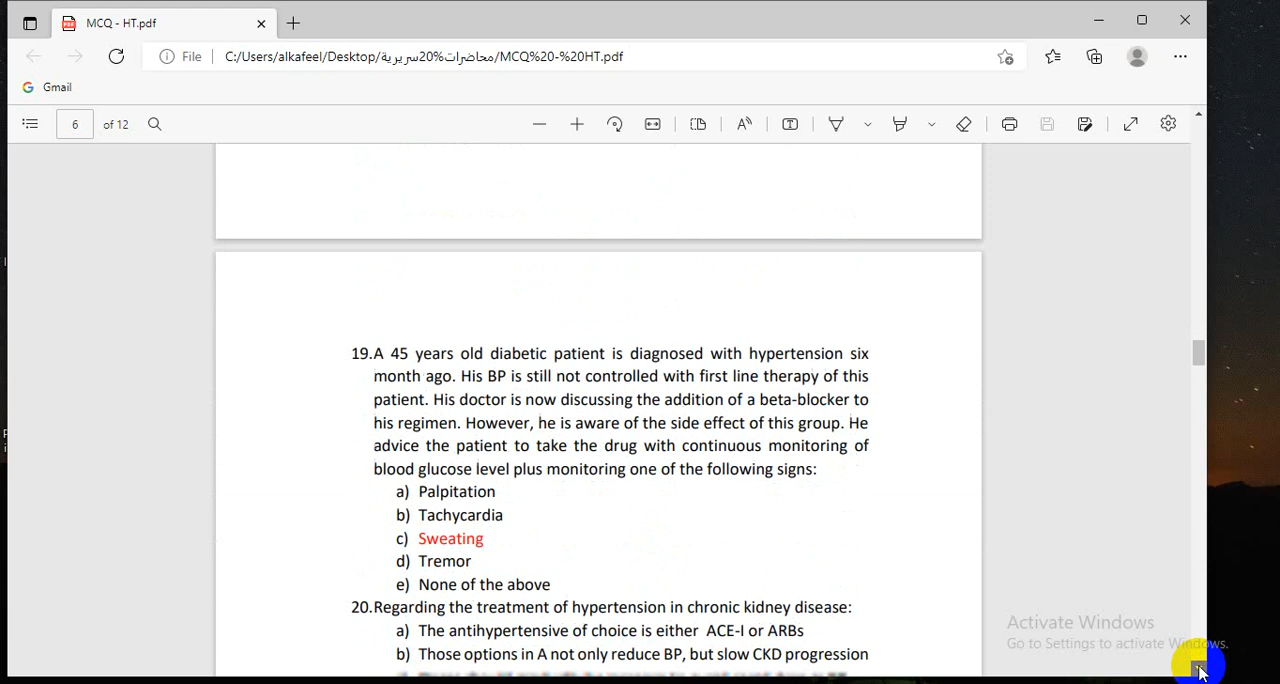 MCQ - HT.pdf
File | C:/Users/alkafeel/Desktop/محاضرات%20سريرية/MCQ%20-%20HT.pdf
Gmail
6 of 12
19.A 45 years old diabetic patient is diagnosed with hypertension six
month ago. His BP is still not controlled with first line therapy of this
patient. His doctor is now discussing the addition of a beta-blocker to
his regimen. However, he is aware of the side effect of this group. He
advice the patient to take the drug with continuous monitoring of
blood glucose level plus monitoring one of the following signs:
a) Palpitation
b) Tachycardia
c) Sweating
d) Tremor
e) None of the above
20.Regarding the treatment of hypertension in chronic kidney disease:
a) The antihypertensive of choice is either ACE-I or ARBs
b) Those option in A not only reduce BP, but slow CKD progression
Activate Windows
Go to Settings to activate Windows.